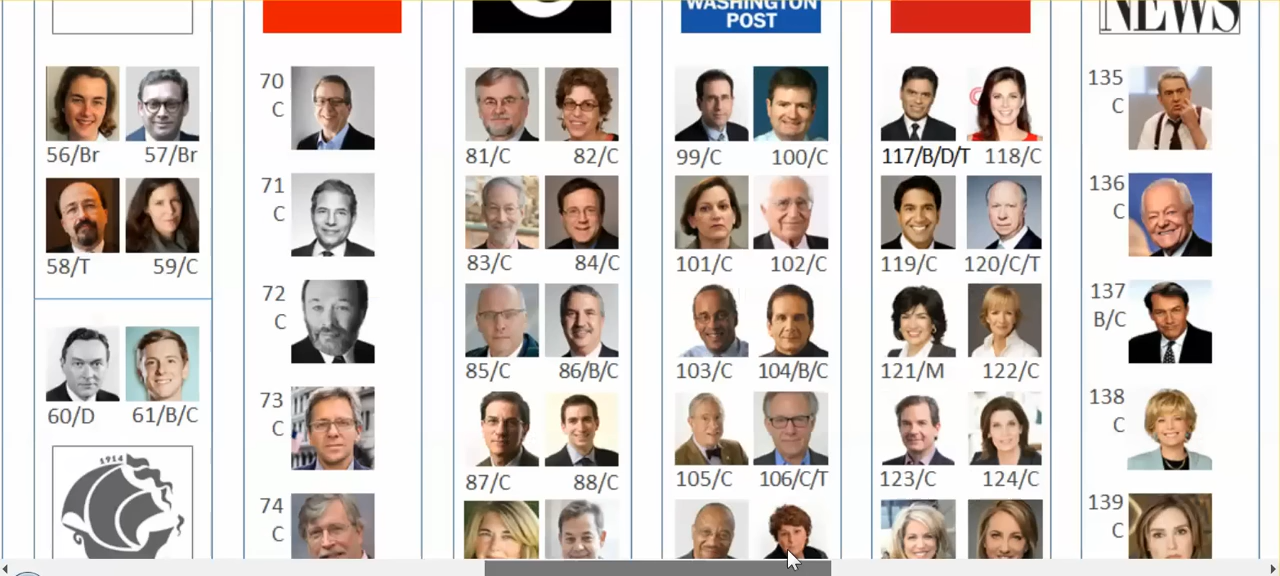 WASHINGTON
POST
NEWS
56/Br
57/Br
58/T
59/C
60/D
61/B/C
1914
70
C
71
C
72
C
73
C
74
C
81/C
82/C
83/C
84/C
85/C
86/B/C
87/C
88/C
99/C
100/C
101/C
102/C
103/C
104/B/C
105/C
106/C/T
117/B/D/T
118/C
119/C
120/C/T
121/M
122/C
123/C
124/C
135
C
136
C
137
B/C
138
C
139
C